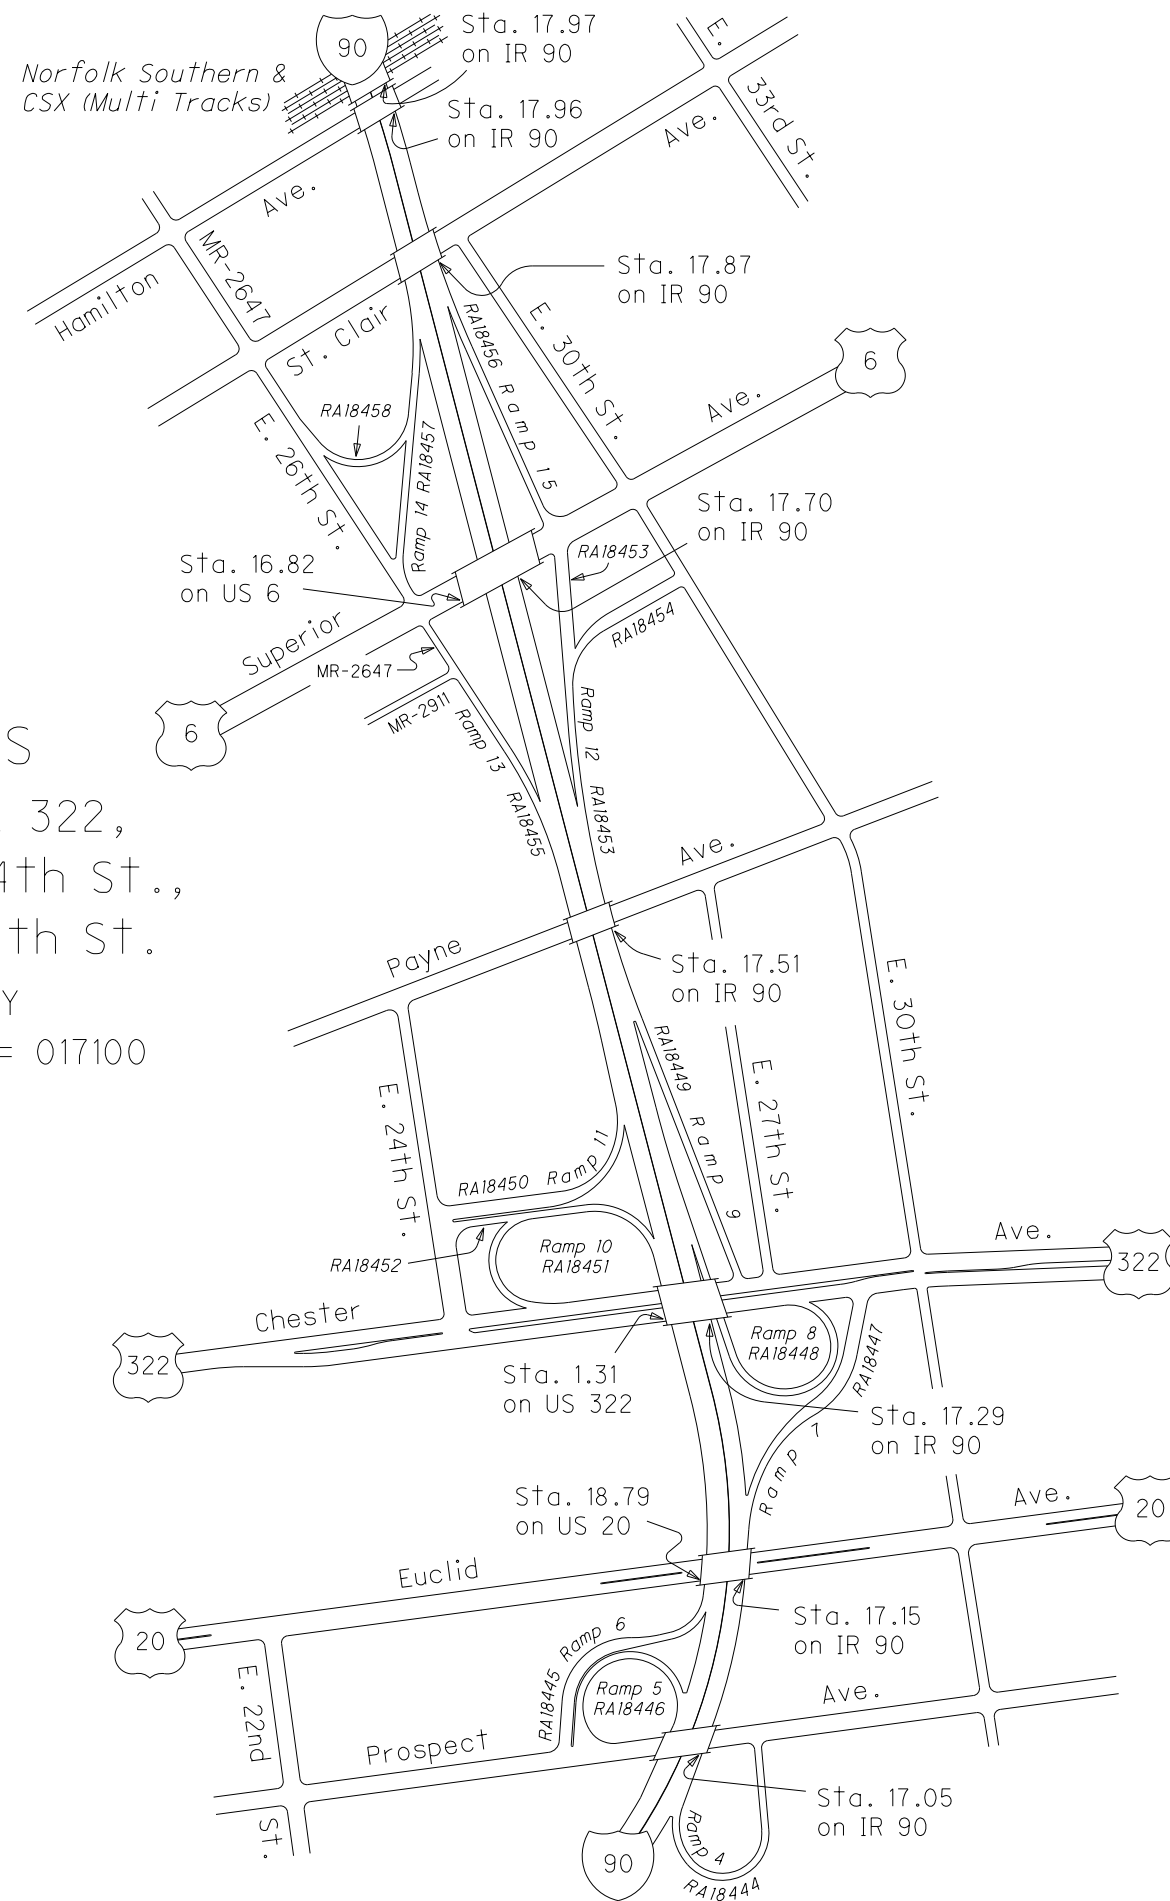 90
Sta. 17.97
on IR 90
Norfolk Southern &
CSX (Multi Tracks)
Sta. 17.96
on IR 90
E.
33rd St.
Ave.
Ave.
MR-2647
Hamilton
Sta. 17.87
on IR 90
St. Clair
RA18456 Ramp 15
E. 30th St.
6
Ave.
RA18458
E. 26th St.
Ramp 14 RA18457
Sta. 17.70
on IR 90
RA18453
Sta. 16.82
on US 6
RA18454
Superior
MR-2647
MR-2911
6
Ramp 13
RA18455
Ramp 12
RA18453
S
322,
4th St.,
th St.
Y
= 017100
Ave.
Payne
Sta. 17.51
on IR 90
E. 30th St.
RA18449 Ramp 9
E. 27th St.
E. 24th St.
RA18450 Ramp 11
RA18452
Ramp 10
RA18451
Ave.
322
Chester
322
Ramp 8
RA18448
RA18447
Sta. 1.31
on US 322
Sta. 17.29
on IR 90
Ramp 7
Sta. 18.79
on US 20
Ave.
20
Euclid
20
Sta. 17.15
on IR 90
RA18445 Ramp 6
E. 22nd
St.
Ramp 5
RA18446
Ave.
Prospect
Sta. 17.05
on IR 90
Ramp 4
RA18444
90